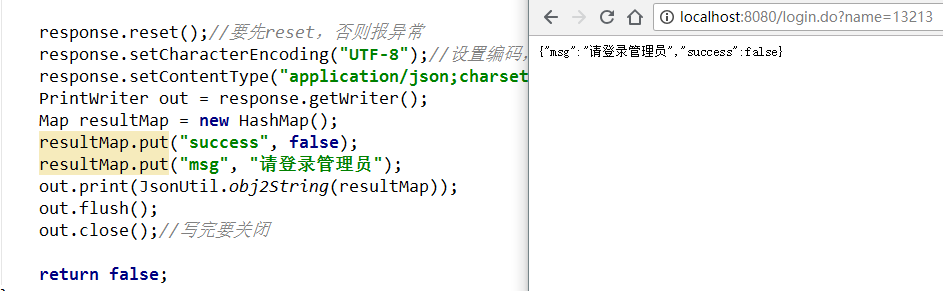 response.reset();//要先reset，否则报异常
response.setCharacterEncoding("UTF-8");//设置编码，
response.setContentType("application/json;charset
PrintWriter out = response.getWriter();
Map resultMap = new HashMap();
resultMap.put("success", false);
resultMap.put("msg", "请登录管理员");
out.print(JsonUtil.obj2String(resultMap));
out.flush();
out.close();//写完要关闭
return false;
localhost:8080/login.do?name=13213
{"msg":"请登录管理员","success":false}